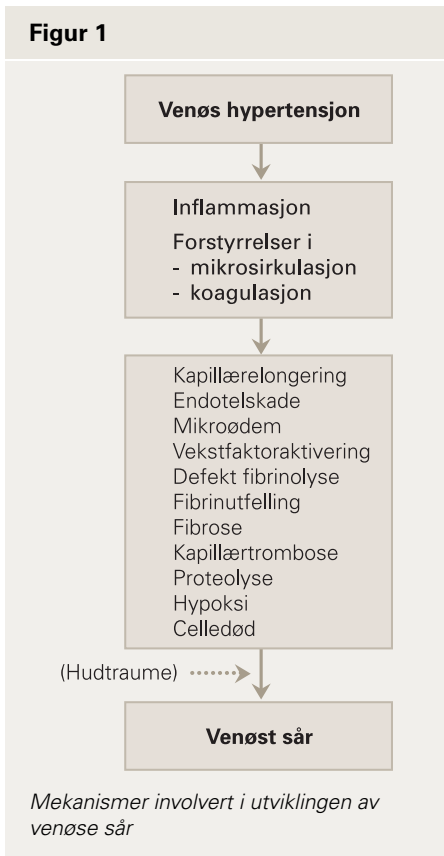 Figur 1
Venøs hypertensjon
Inflammasjon
Forstyrrelser i
- mikrosirkulasjon
- koagulasjon
Kapillærelongering
Endotelskade
Mikroødem
Vekstfaktoraktivering
Defekt fibrinolyse
Fibrinutfelling
Fibrose
Kapillærtrombose
Proteolyse
Hypoksi
Celledød
(Hudtraume)
Venøst sår
Mekanismer involvert i utviklingen av
venøse sår